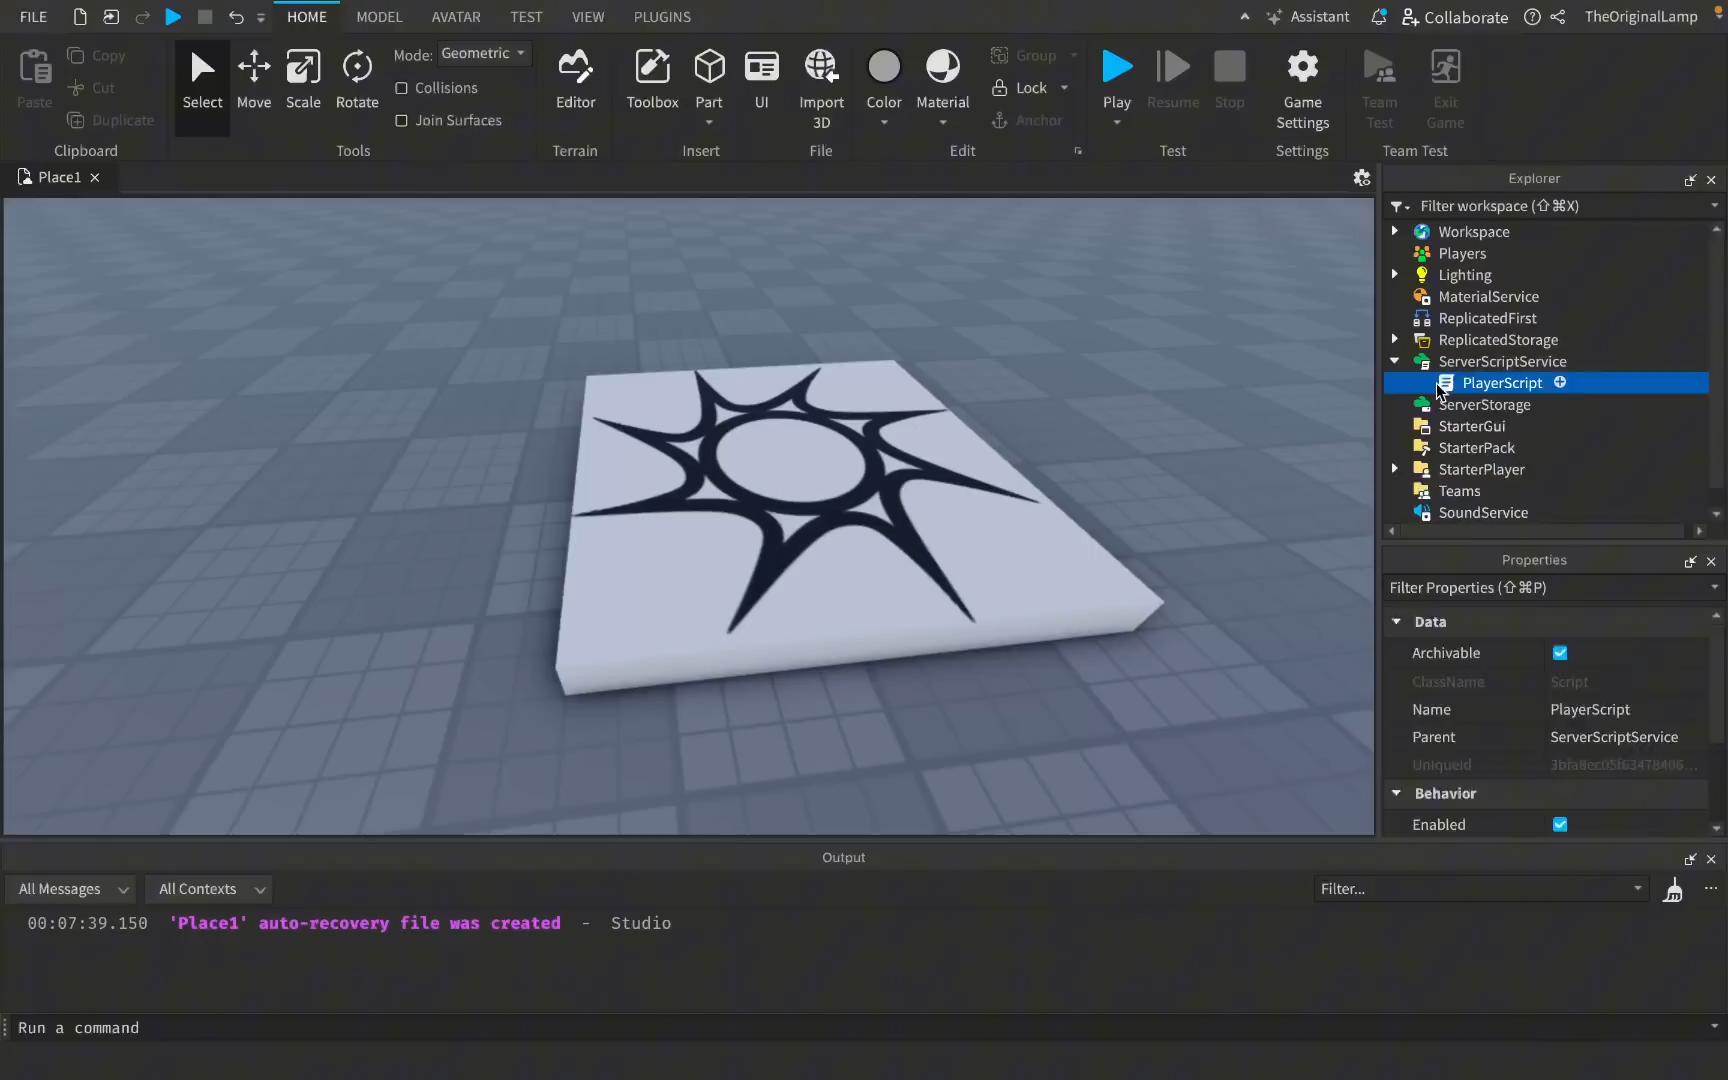 FILE HOME MODEL AVATAR TEST VIEW PLUGINS Assistant Collaborate TheOriginalLamp
Paste Copy Cut Duplicate
Clipboard
Select Move Scale Rotate
Mode: Geometric
Collisions
Join Surfaces
Tools
Editor
Terrain
Toolbox Part UI
Insert
Import
3D
File
Color Material
Group
Lock
Anchor
Edit
Play Resume Stop
Test
Game
Settings
Settings
Team
Test
Exit
Game
Team Test
Place1
Explorer
Filter workspace (⇧⌘X)
Workspace
Players
Lighting
MaterialService
ReplicatedFirst
ReplicatedStorage
ServerScriptService
PlayerScript
ServerStorage
StarterGui
StarterPack
StarterPlayer
Teams
SoundService
Properties
Filter Properties (⇧⌘P)
Data
Archivable
ClassName Script
Name PlayerScript
Parent ServerScriptService
UniqueId
Behavior
Enabled
Output
All Messages All Contexts Filter...
00:07:39.150 'Place1' auto-recovery file was created - Studio
Run a command